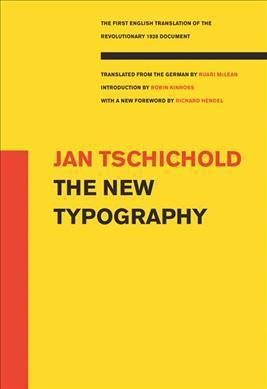 THE FIRST ENGLISH TRANSLATION OF THE
REVOLUTIONARY 1928 DOCUMENT
TRANSLATED FROM THE GERMAN BY RUARI McLEAN
INTRODUCTION BY ROBIN KINROSS
WITH A NEW FOREWORD BY RICHARD HENDEL
JAN TSCHICHOLD
THE NEW
TYPOGRAPHY